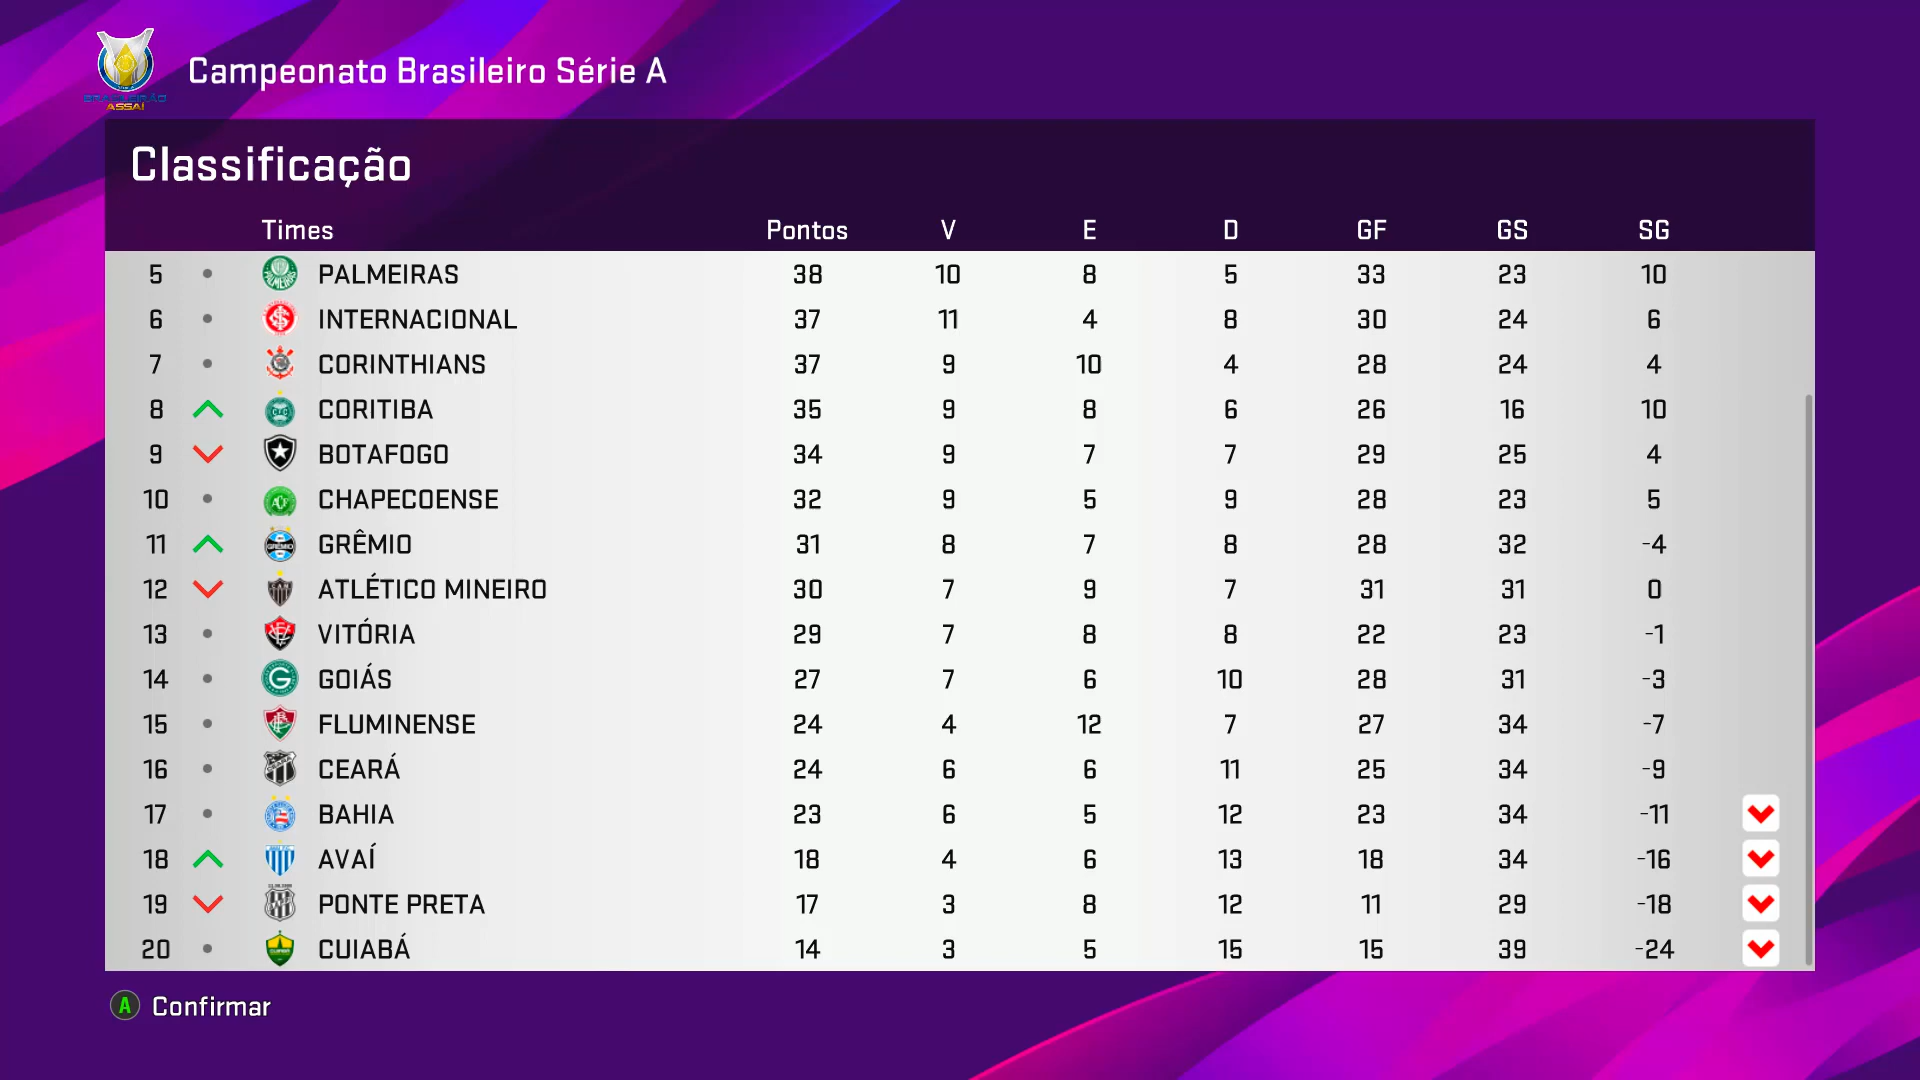 BRASILEIRÃO
ASSAÍ
Campeonato Brasileiro Série A
Classificação
Times Pontos V E D GF GS SG
5 PALMEIRAS 38 10 8 5 33 23 10
6 INTERNACIONAL 37 11 4 8 30 24 6
7 CORINTHIANS 37 9 10 4 28 24 4
8 CORITIBA 35 9 8 6 26 16 10
9 BOTAFOGO 34 9 7 7 29 25 4
10 CHAPECOENSE 32 9 5 9 28 23 5
11 GRÊMIO 31 8 7 8 28 32 -4
12 ATLÉTICO MINEIRO 30 7 9 7 31 31 0
13 VITÓRIA 29 7 8 8 22 23 -1
14 GOIÁS 27 7 6 10 28 31 -3
15 FLUMINENSE 24 4 12 7 27 34 -7
16 CEARÁ 24 6 6 11 25 34 -9
17 BAHIA 23 6 5 12 23 34 -11
18 AVAÍ 18 4 6 13 18 34 -16
19 PONTE PRETA 17 3 8 12 11 29 -18
20 CUIABÁ 14 3 5 15 15 39 -24
A Confirmar